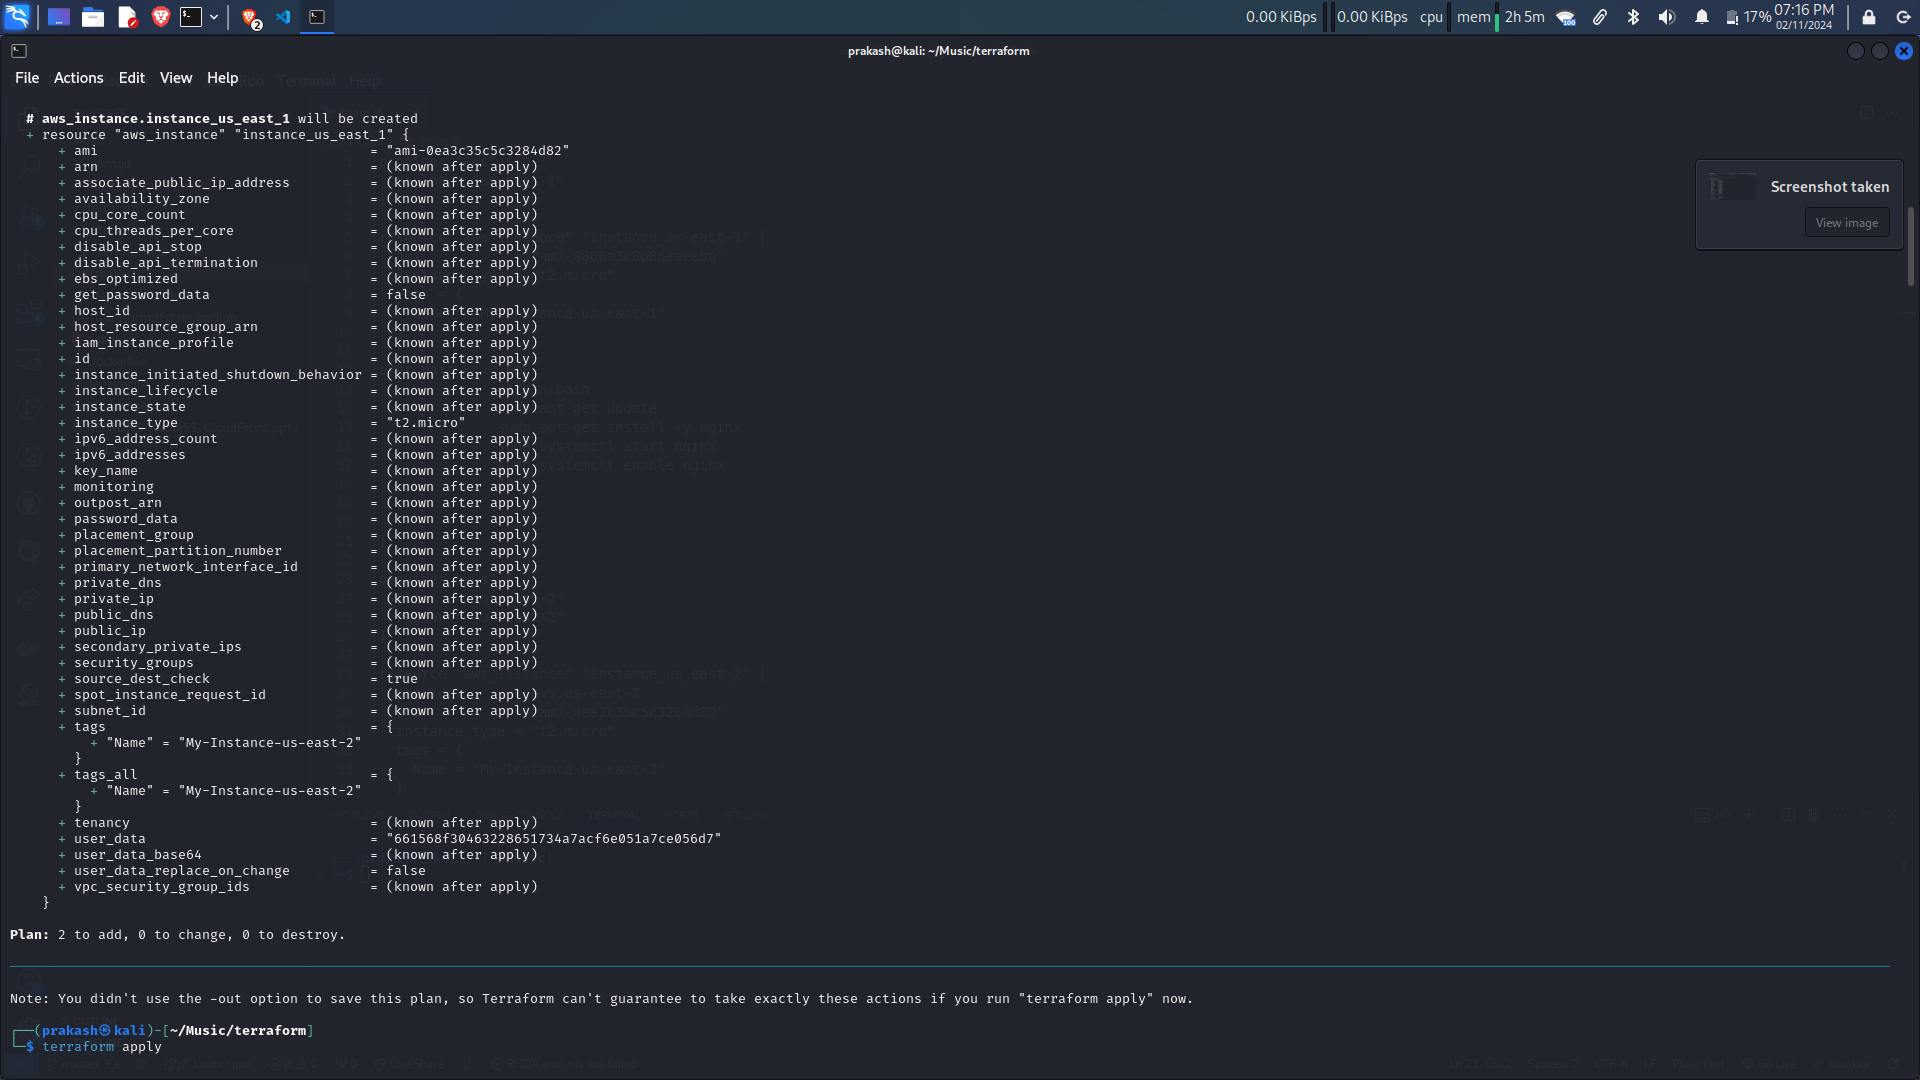 2
0.00 KiBps 0.00 KiBps cpu mem 2h 5m 100 17% 07:16 PM
02/11/2024
prakash@kali: ~/Music/terraform
File Actions Edit View Help
# aws_instance.instance_us_east_1 will be created
+ resource "aws_instance" "instance_us_east_1" {
+ ami = "ami-0ea3c35c5c3284d82"
+ arn = (known after apply)
+ associate_public_ip_address = (known after apply)
+ availability_zone = (known after apply)
+ cpu_core_count = (known after apply)
+ cpu_threads_per_core = (known after apply)
+ disable_api_stop = (known after apply)
+ disable_api_termination = (known after apply)
+ ebs_optimized = (known after apply)
+ get_password_data = false
+ host_id = (known after apply)
+ host_resource_group_arn = (known after apply)
+ iam_instance_profile = (known after apply)
+ id = (known after apply)
+ instance_initiated_shutdown_behavior = (known after apply)
+ instance_lifecycle = (known after apply)
+ instance_state = (known after apply)
+ instance_type = "t2.micro"
+ ipv6_address_count = (known after apply)
+ ipv6_addresses = (known after apply)
+ key_name = (known after apply)
+ monitoring = (known after apply)
+ outpost_arn = (known after apply)
+ password_data = (known after apply)
+ placement_group = (known after apply)
+ placement_partition_number = (known after apply)
+ primary_network_interface_id = (known after apply)
+ private_dns = (known after apply)
+ private_ip = (known after apply)
+ public_dns = (known after apply)
+ public_ip = (known after apply)
+ secondary_private_ips = (known after apply)
+ security_groups = (known after apply)
+ source_dest_check = true
+ spot_instance_request_id = (known after apply)
+ subnet_id = (known after apply)
+ tags = {
+ "Name" = "My-Instance-us-east-2"
}
+ tags_all = {
+ "Name" = "My-Instance-us-east-2"
}
+ tenancy = (known after apply)
+ user_data = "661568f30463228651734a7acf6e051a7ce056d7"
+ user_data_base64 = (known after apply)
+ user_data_replace_on_change = false
+ vpc_security_group_ids = (known after apply)
}
Plan: 2 to add, 0 to change, 0 to destroy.
Note: You didn't use the -out option to save this plan, so Terraform can't guarantee to take exactly these actions if you run "terraform apply" now.
(prakash㉿kali)-[~/Music/terraform]
$ terraform apply
Screenshot taken
View image